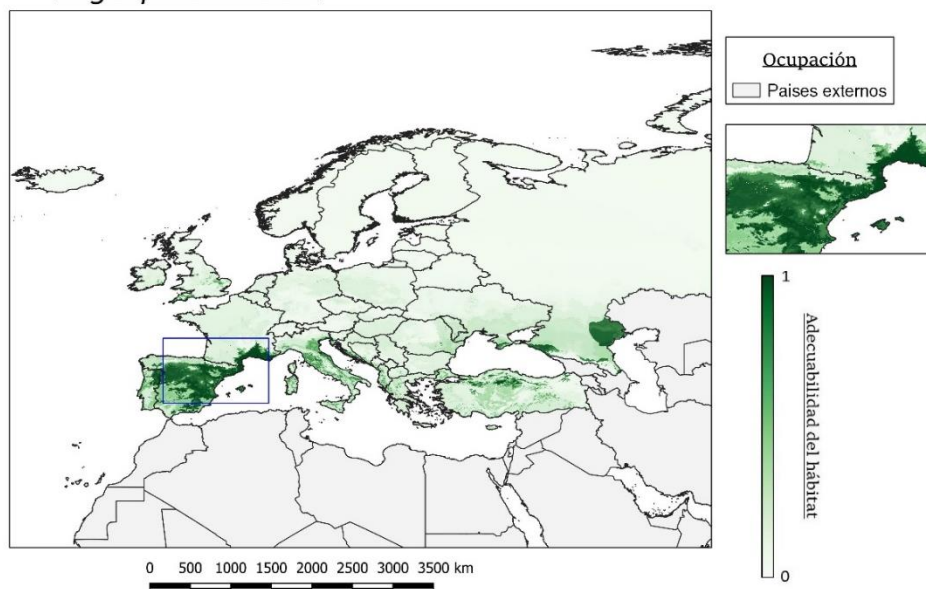 Ocupación
Paises externos
1
Adecuabilidad del hábitat
0
0 500 1000 1500 2000 2500 3000 3500 km